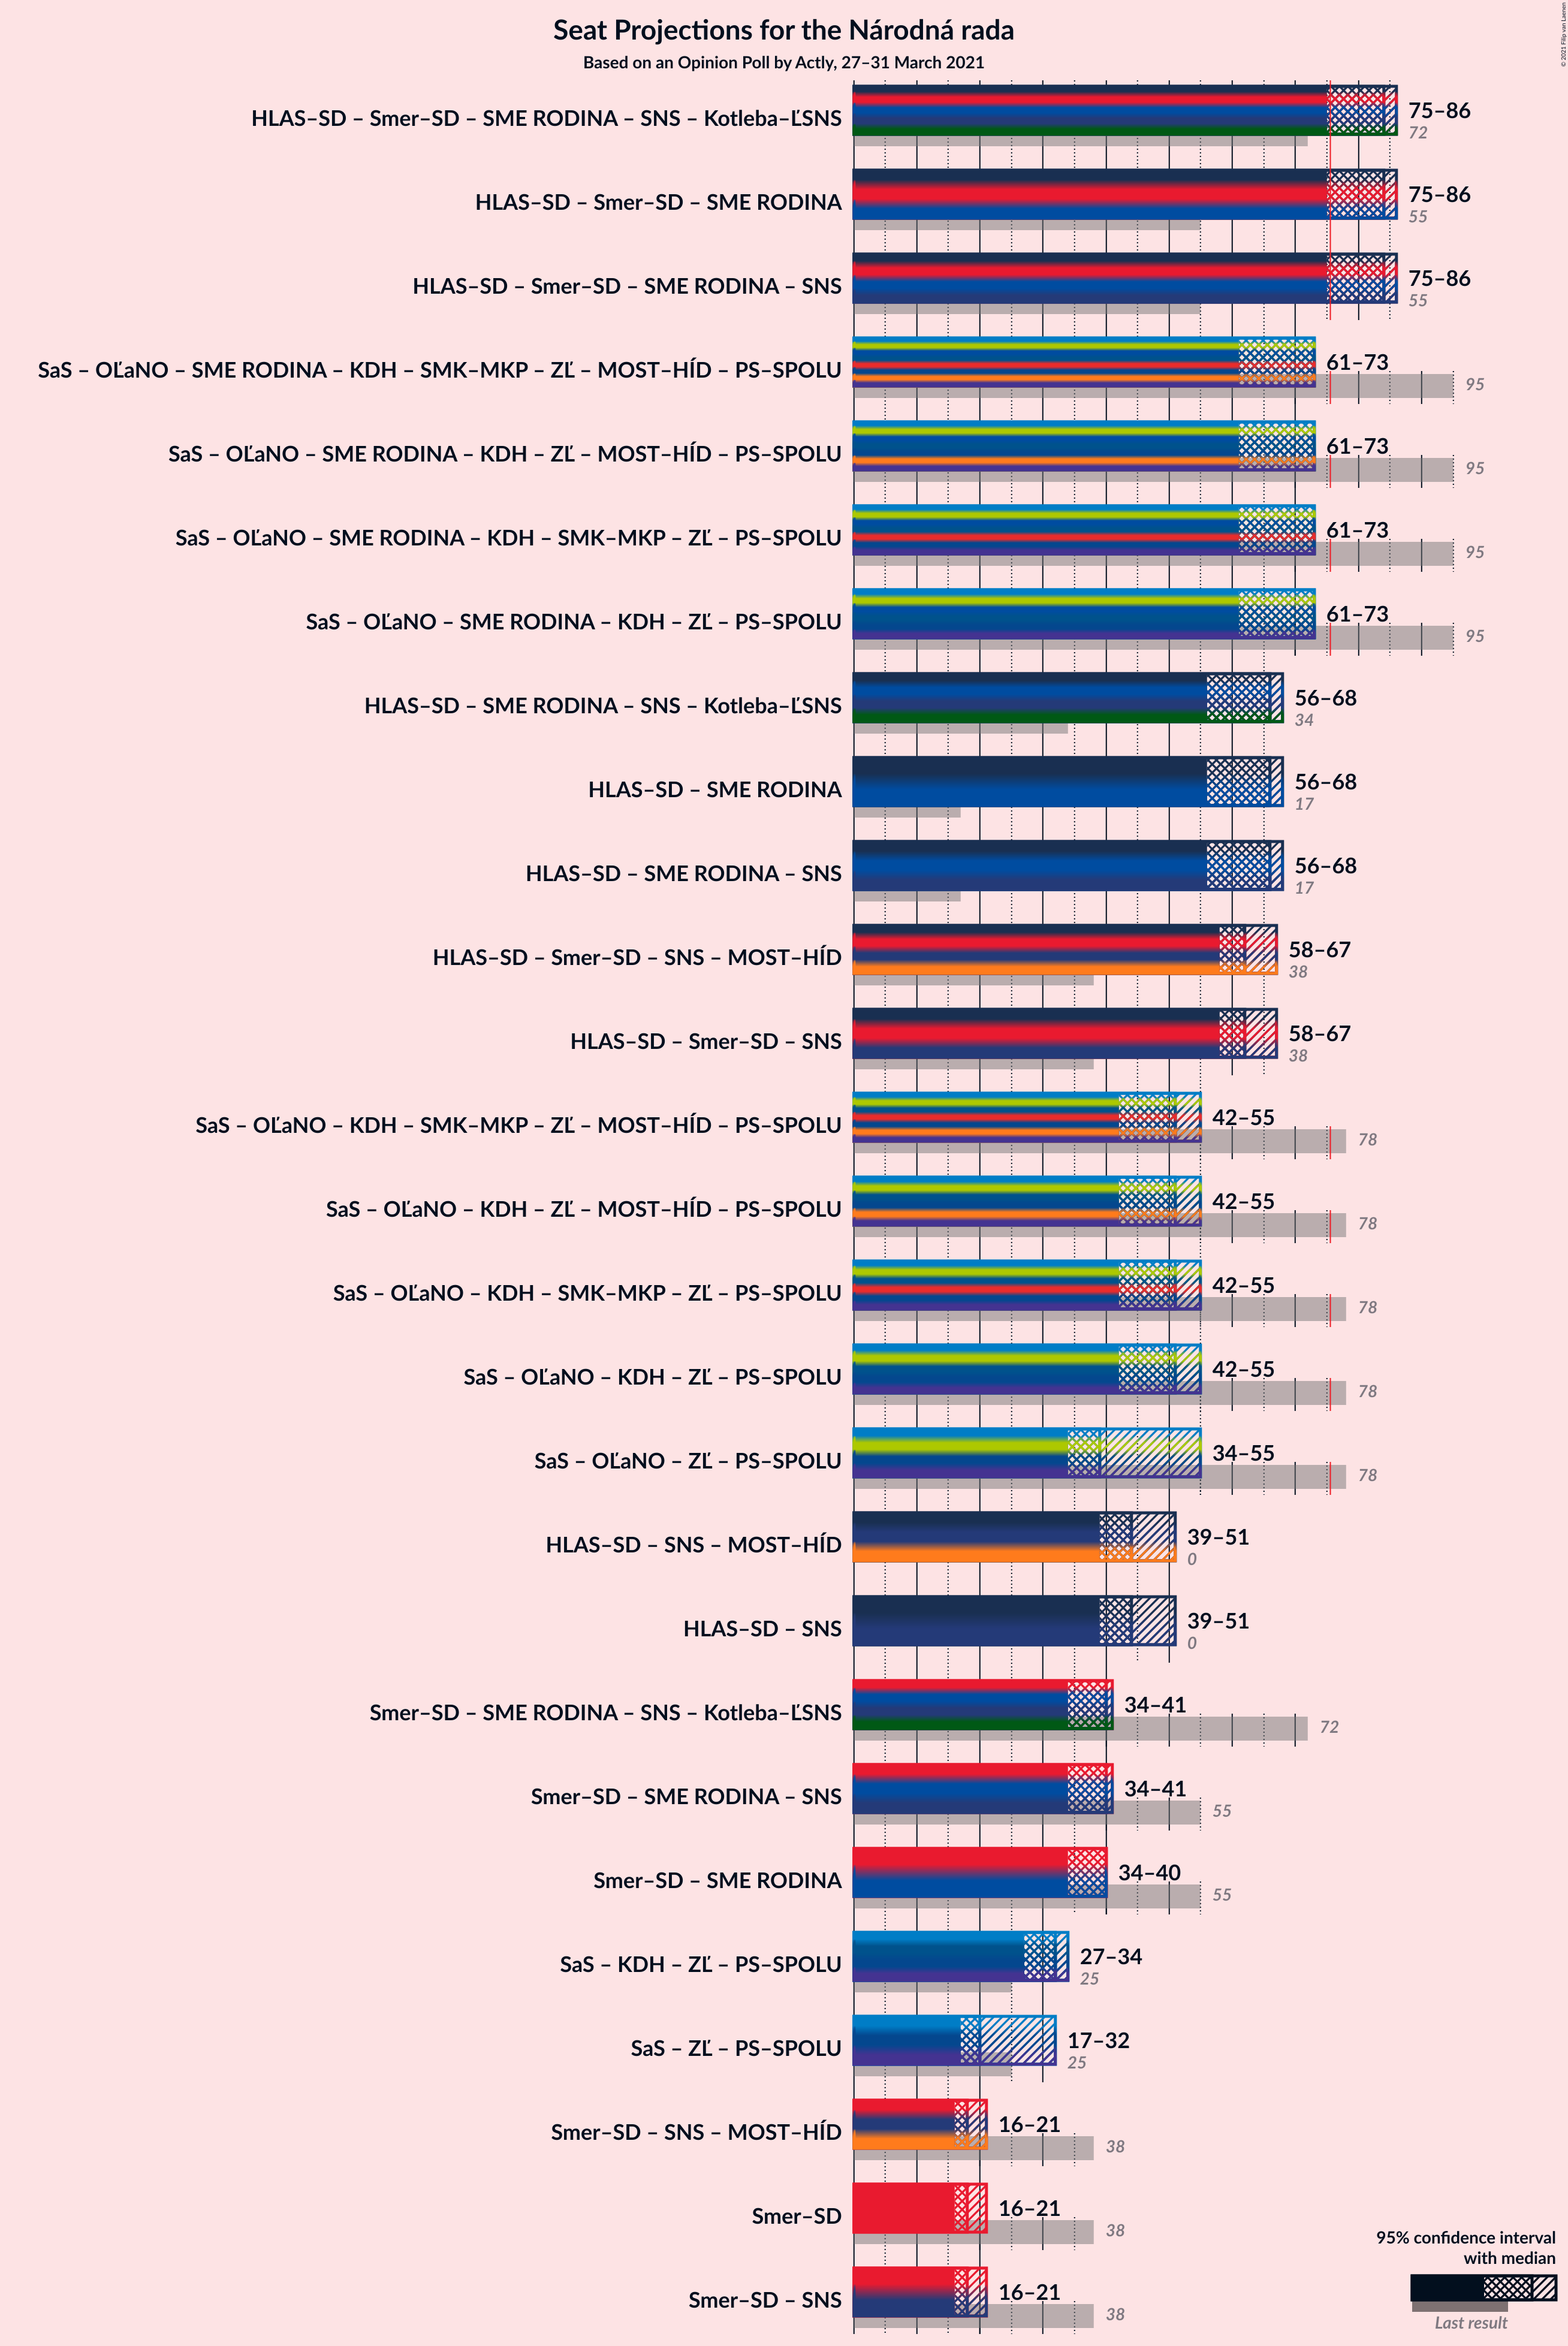 © 2021 Filip van Laenen
Seat Projections for the Národná rada
Based on an Opinion Poll by Actly, 27–31 March 2021
HLAS–SD – Smer–SD – SME RODINA – SNS – Kotleba–ĽSNS
75–86
72
HLAS–SD – Smer–SD – SME RODINA
75–86
55
HLAS–SD – Smer–SD – SME RODINA – SNS
75–86
55
SaS – OĽaNO – SME RODINA – KDH – SMK–MKP – ZĽ – MOST–HÍD – PS–SPOLU
61–73
95
SaS – OĽaNO – SME RODINA – KDH – ZĽ – MOST–HÍD – PS–SPOLU
61–73
95
SaS – OĽaNO – SME RODINA – KDH – SMK–MKP – ZĽ – PS–SPOLU
61–73
95
SaS – OĽaNO – SME RODINA – KDH – ZĽ – PS–SPOLU
61–73
95
HLAS–SD – SME RODINA – SNS – Kotleba–ĽSNS
56–68
34
HLAS–SD – SME RODINA
56–68
17
HLAS–SD – SME RODINA – SNS
56–68
17
HLAS–SD – Smer–SD – SNS – MOST–HÍD
58–67
38
HLAS–SD – Smer–SD – SNS
58–67
38
SaS – OĽaNO – KDH – SMK–MKP – ZĽ – MOST–HÍD – PS–SPOLU
42–55
78
SaS – OĽaNO – KDH – ZĽ – MOST–HÍD – PS–SPOLU
42–55
78
SaS – OĽaNO – KDH – SMK–MKP – ZĽ – PS–SPOLU
42–55
78
SaS – OĽaNO – KDH – ZĽ – PS–SPOLU
42–55
78
SaS – OĽaNO – ZĽ – PS–SPOLU
34–55
78
HLAS–SD – SNS – MOST–HÍD
39–51
0
HLAS–SD – SNS
39–51
0
Smer–SD – SME RODINA – SNS – Kotleba–ĽSNS
34–41
72
Smer–SD – SME RODINA – SNS
34–41
55
Smer–SD – SME RODINA
34–40
55
SaS – KDH – ZĽ – PS–SPOLU
27–34
25
SaS – ZĽ – PS–SPOLU
17–32
25
Smer–SD – SNS – MOST–HÍD
16–21
38
Smer–SD
16–21
38
Smer–SD – SNS
16–21
38
95% confidence interval
with median
Last result